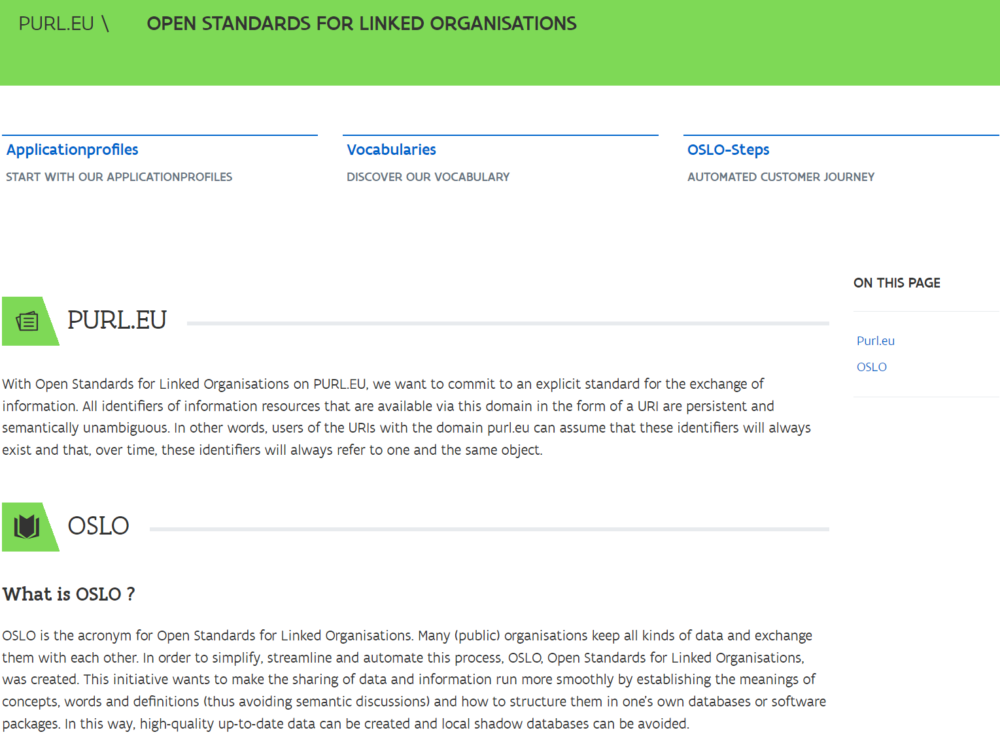 PURL.EU \ OPEN STANDARDS FOR LINKED ORGANISATIONS
Applicationprofiles
START WITH OUR APPLICATIONPROFILES
Vocabularies
DISCOVER OUR VOCABULARY
OSLO-Steps
AUTOMATED CUSTOMER JOURNEY
PURL.EU
With Open Standards for Linked Organisations on PURL.EU, we want to commit to an explicit standard for the exchange of
information. All identifiers of information resources that are available via this domain in the form of a URI are persistent and
semantically unambiguous. In other words, users of the URIs with the domain purl.eu can assume that these identifiers will always
exist and that, over time, these identifiers will always refer to one and the same object.
OSLO
What is OSLO ?
OSLO is the acronym for Open Standards for Linked Organisations. Many (public) organisations keep all kinds of data and exchange
them with each other. In order to simplify, streamline and automate this process, OSLO, Open Standards for Linked Organisations,
was created. This initiative wants to make the sharing of data and information run more smoothly by establishing the meanings of
concepts, words and definitions (thus avoiding semantic discussions) and how to structure them in one's own databases or software
packages. In this way, high-quality up-to-date data can be created and local shadow databases can be avoided.
ON THIS PAGE
Purl.eu
OSLO